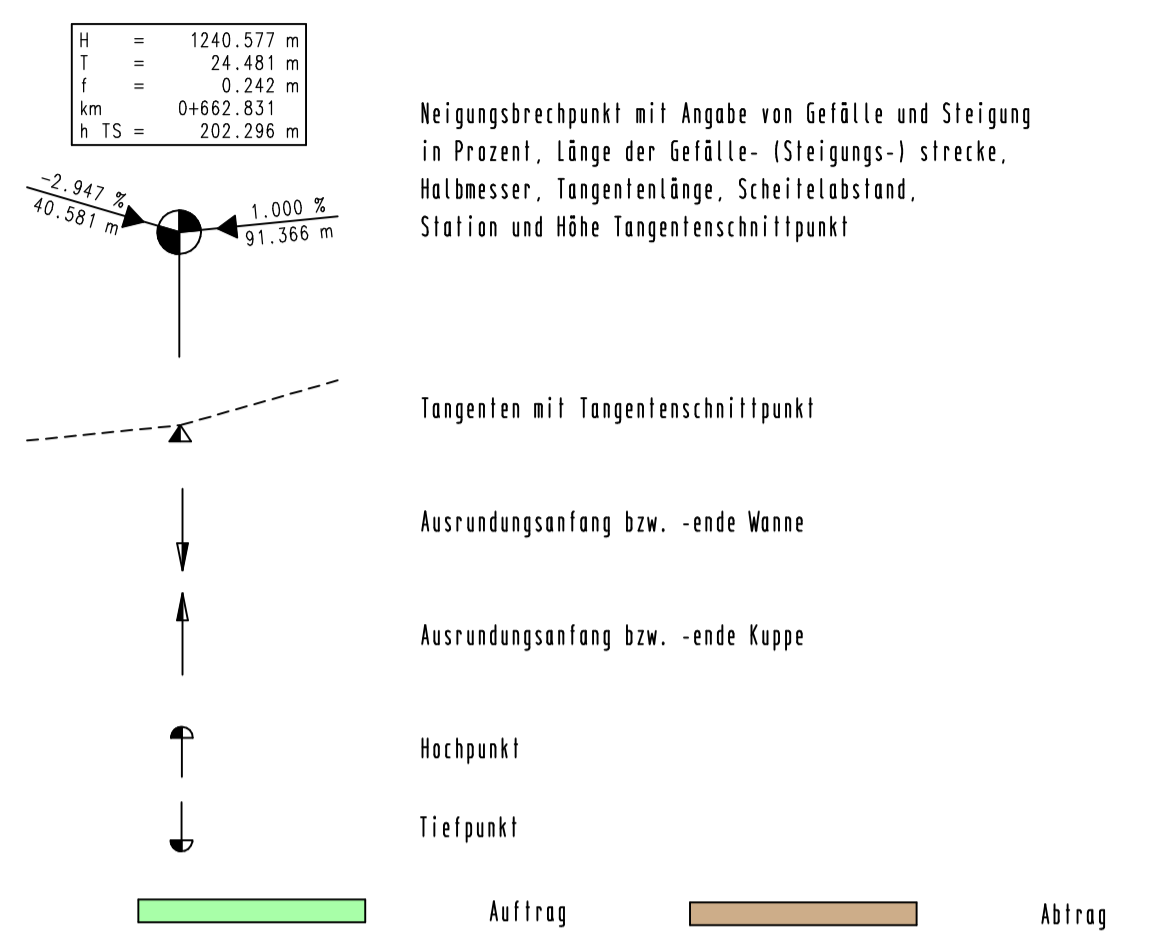 H = 1240.577 m
T = 24.481 m
f = 0.242 m
km 0+662.831
h TS = 202.296 m
-2.947 %
40.581 m
1.000 %
91.366 m
Neigungsbrechpunkt mit Angabe von Gefälle und Steigung
in Prozent, Länge der Gefälle- (Steigungs-) strecke,
Halbmesser, Tangentenlänge, Scheitelabstand,
Station und Höhe Tangentenschnittpunkt
Tangenten mit Tangentenschnittpunkt
Ausrundungsanfang bzw. -ende Wanne
Ausrundungsanfang bzw. -ende Kuppe
Hochpunkt
Tiefpunkt
Auftrag
Abtrag